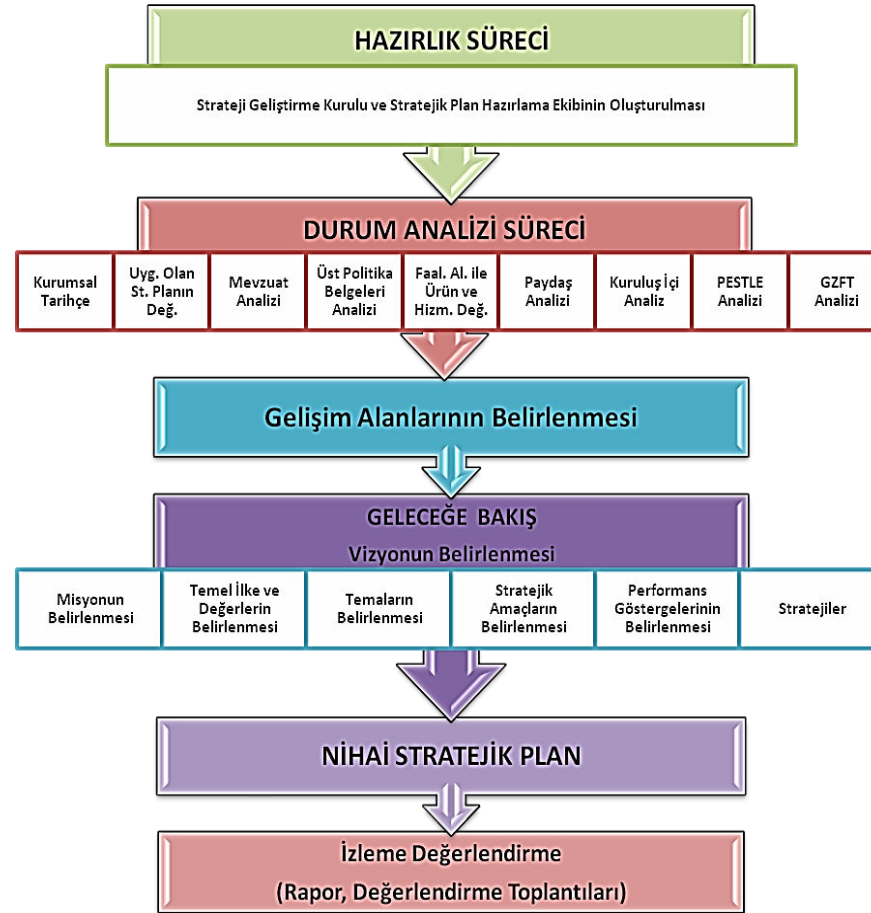 HAZIRLIK SÜRECİ
Strateji Geliştirme Kurulu ve Stratejik Plan Hazırlama Ekibinin Oluşturulması
DURUM ANALİZİ SÜRECİ
Kurumsal
Tarihçe
Uyg. Olan
St. Planın
Değ.
Mevzuat
Analizi
Üst Politika
Belgeleri
Analizi
Faal. Al. ile
Ürün ve
Hizm. Değ.
Paydaş
Analizi
Kuruluş İçi
Analiz
PESTLE
Analizi
GZFT
Analizi
Gelişim Alanlarının Belirlenmesi
GELECEĞE BAKIŞ
Vizyonun Belirlenmesi
Misyonun
Belirlenmesi
Temel İlke ve
Değerlerin
Belirlenmesi
Temaların
Belirlenmesi
Stratejik
Amaçların
Belirlenmesi
Performans
Göstergelerinin
Belirlenmesi
Stratejiler
NİHAİ STRATEJİK PLAN
İzleme Değerlendirme
(Rapor, Değerlendirme Toplantıları)